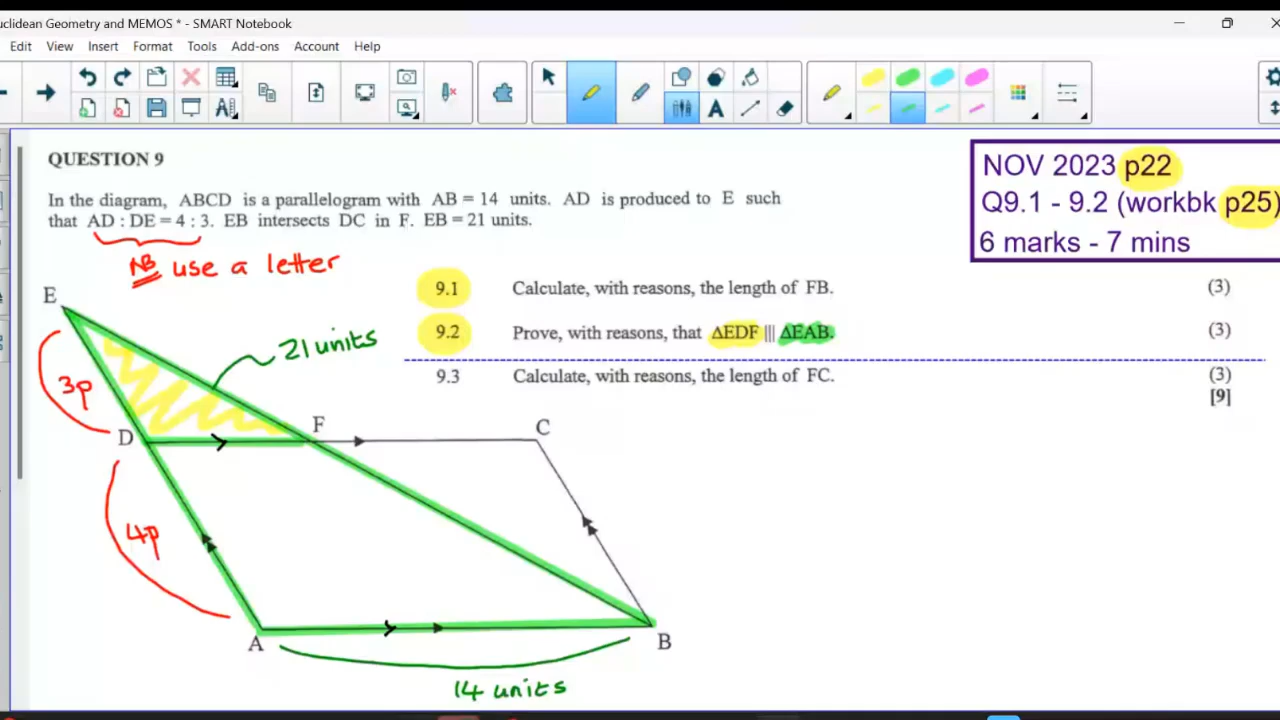 uclidean Geometry and MEMOS * - SMART Notebook
Edit View Insert Format Tools Add-ons Account Help
QUESTION 9
In the diagram, ABCD is a parallelogram with AB = 14 units. AD is produced to E such
that AD : DE = 4 : 3. EB intersects DC in F. EB = 21 units.
NOV 2023 p22
Q9.1 - 9.2 (workbk p25)
6 marks - 7 mins
NB use a letter
9.1 Calculate, with reasons, the length of FB. (3)
9.2 Prove, with reasons, that ΔEDF ||| ΔEAB. (3)
9.3 Calculate, with reasons, the length of FC. (3)
[9]
E
21 units
3p
D
F
C
4p
A
B
14 units